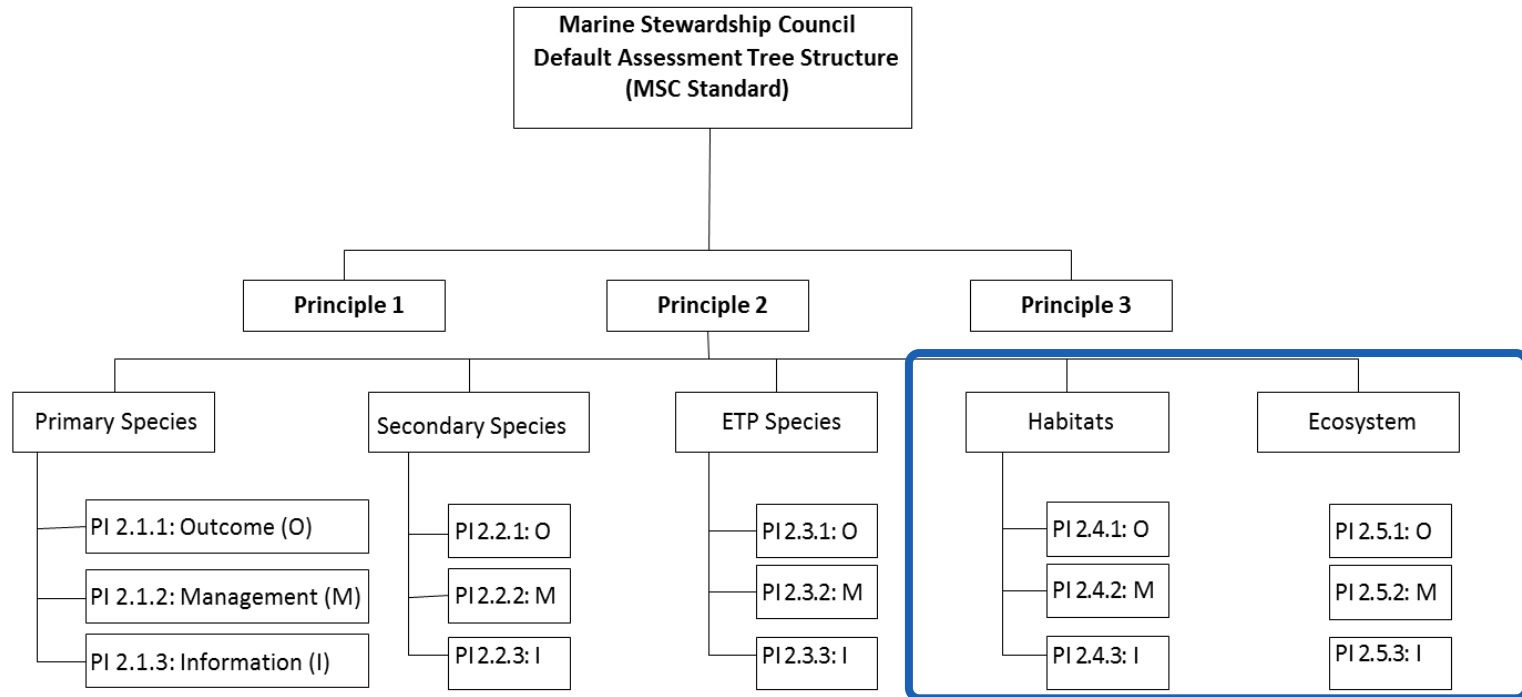 Marine Stewardship Council
Default Assessment Tree Structure
(MSC Standard)
Principle 1
Principle 2
Principle 3
Primary Species
Secondary Species
ETP Species
Habitats
Ecosystem
PI 2.1.1: Outcome (O)
PI 2.2.1: O
PI 2.3.1: O
PI 2.4.1: O
PI 2.5.1: O
PI 2.1.2: Management (M)
PI 2.2.2: M
PI 2.3.2: M
PI 2.4.2: M
PI 2.5.2: M
PI 2.1.3: Information (I)
PI 2.2.3: I
PI 2.3.3: I
PI 2.4.3: I
PI 2.5.3: I